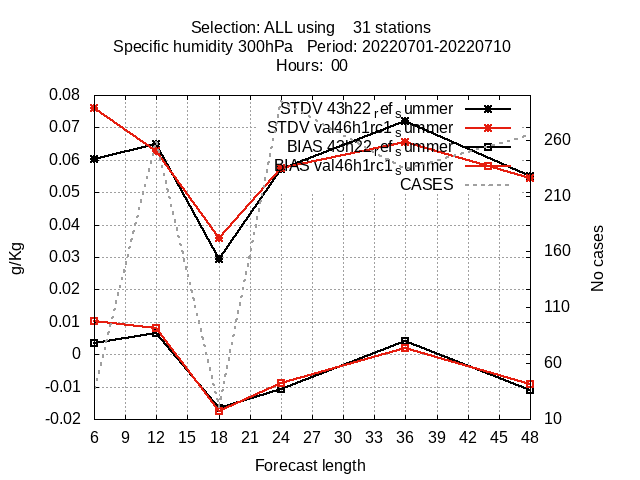 Selection: ALL using 31 stations
Specific humidity 300hPa Period: 20220701-20220710
Hours: 00
STDV 43h22_ref_summer
STDV val46h1rc1_summer
BIAS 43h22_ref_summer
BIAS val46h1rc1_summer
CASES
0.08
0.07
0.06
0.05
0.04
0.03
0.02
0.01
0
-0.01
-0.02
g/Kg
260
210
160
110
60
10
No cases
6 9 12 15 18 21 24 27 30 33 36 39 42 45 48
Forecast length